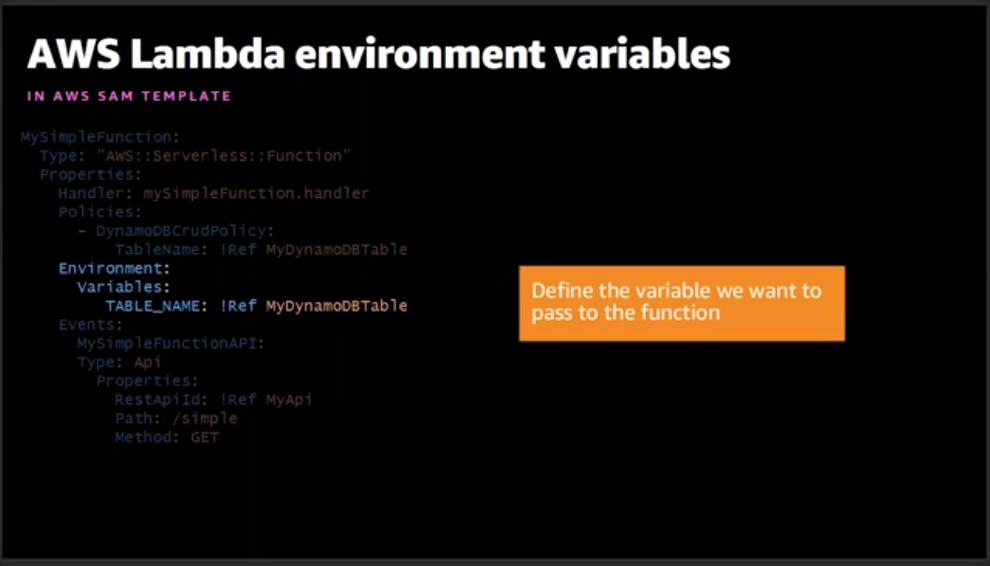 AWS Lambda environment variables
IN AWS SAM TEMPLATE
MySimpleFunction:
  Type: "AWS::Serverless::Function"
  Properties:
    Handler: mySimpleFunction.handler
    Policies:
      - DynamoDBCrudPolicy:
          TableName: !Ref MyDynamoDBTable
    Environment:
      Variables:
         TABLE_NAME: !Ref MyDynamoDBTable
    Events:
      MySimpleFunctionAPI:
      Type: Api
        Properties:
          RestApiId: !Ref MyApi
          Path: /simple
          Method: GET
Define the variable we want to
pass to the function